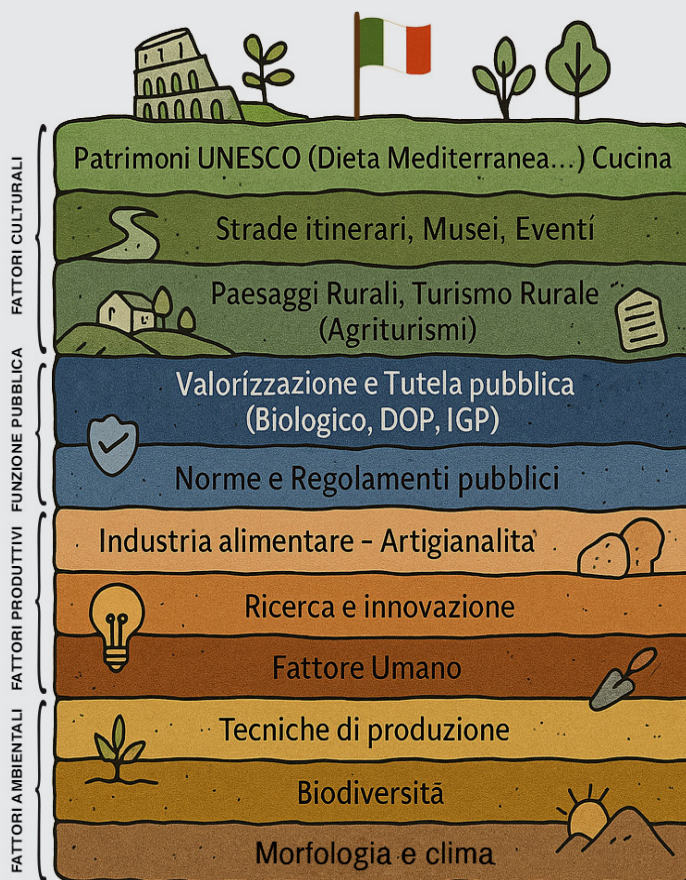 Patrimoni UNESCO (Dieta Mediterranea...) Cucina
Strade itinerari, Musei, Eventí
Paesaggi Rurali, Turismo Rurale
(Agriturismi)
Valorízzazione e Tutela pubblica
(Biologico, DOP, IGP)
Norme e Regolamenti pubblici
Industria alimentare – Artigianalita'
Ricerca e innovazione
Fattore Umano
Tecniche di produzione
Biodiversitā
Morfologia e clima
FATTORI CULTURALI
FUNZIONE PUBBLICA
FATTORI PRODUTTIVI
FATTORI AMBIENTALI